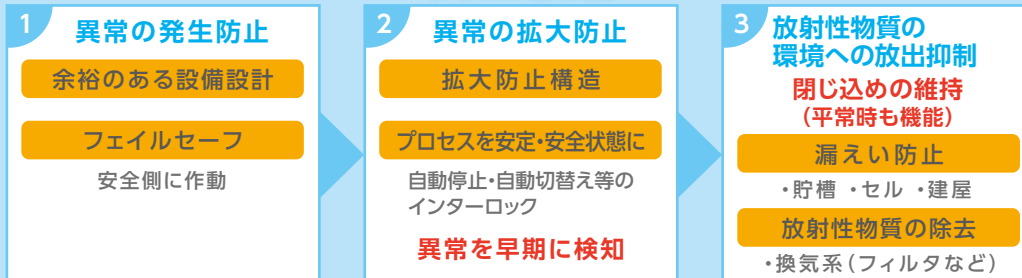 1
異常の発生防止
余裕のある設備設計
フェイルセーフ
安全側に作動
2
異常の拡大防止
拡大防止構造
プロセスを安定・安全状態に
自動停止・自動切替え等の
インターロック
異常を早期に検知
3
放射性物質の
環境への放出抑制
閉じ込めの維持
(平常時も機能)
漏えい防止
・貯槽 ・セル ・建屋
放射性物質の除去
・換気系(フィルタなど)